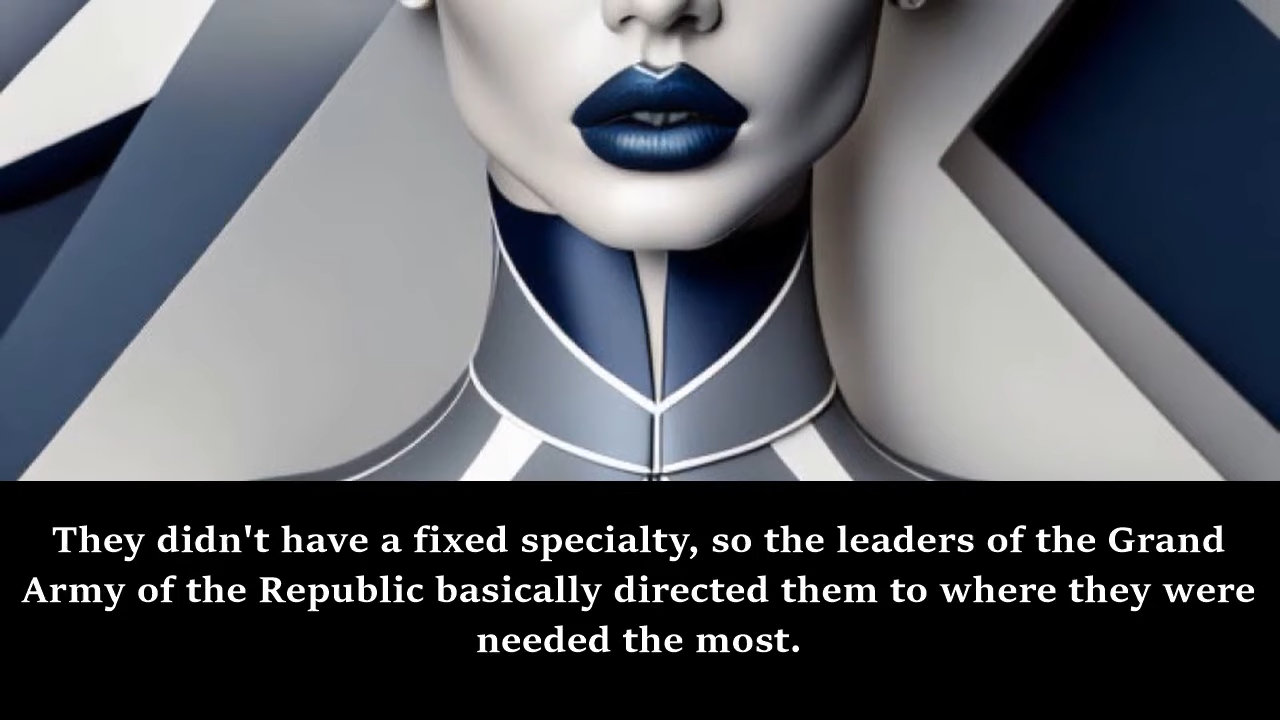 They didn't have a fixed specialty, so the leaders of the Grand
Army of the Republic basically directed them to where they were
needed the most.